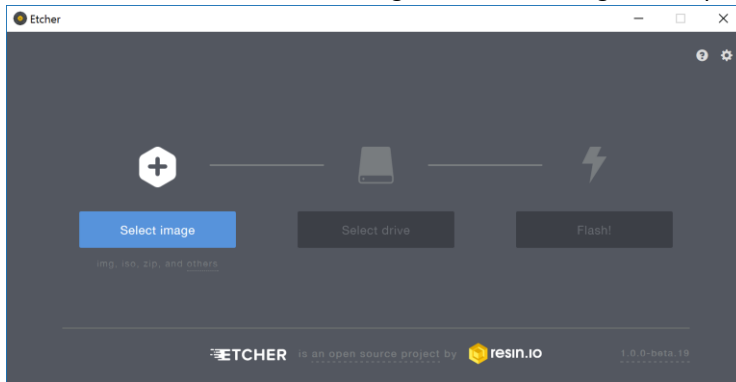 Etcher
Select image
Select drive
Flash!
img, iso, zip, and others
ETCHER is an open source project by resin.io
1.0.0-beta.19